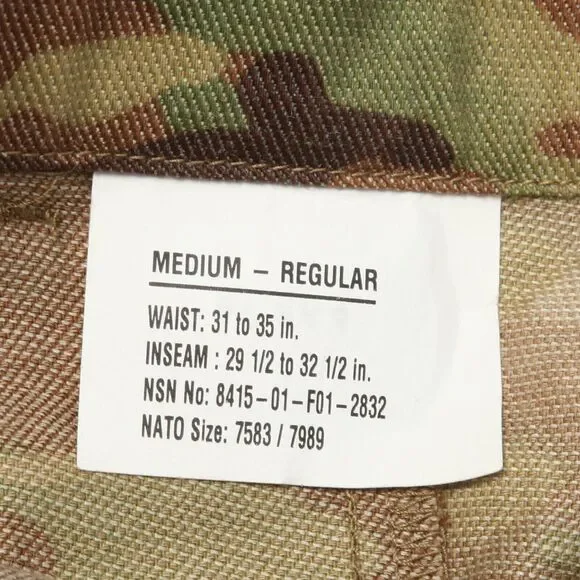 MEDIUM – REGULAR
WAIST: 31 to 35 in.
INSEAM : 29 1/2 to 32 1/2 in.
NSN No: 8415–01–F01–2832
NATO Size: 7583 / 7989